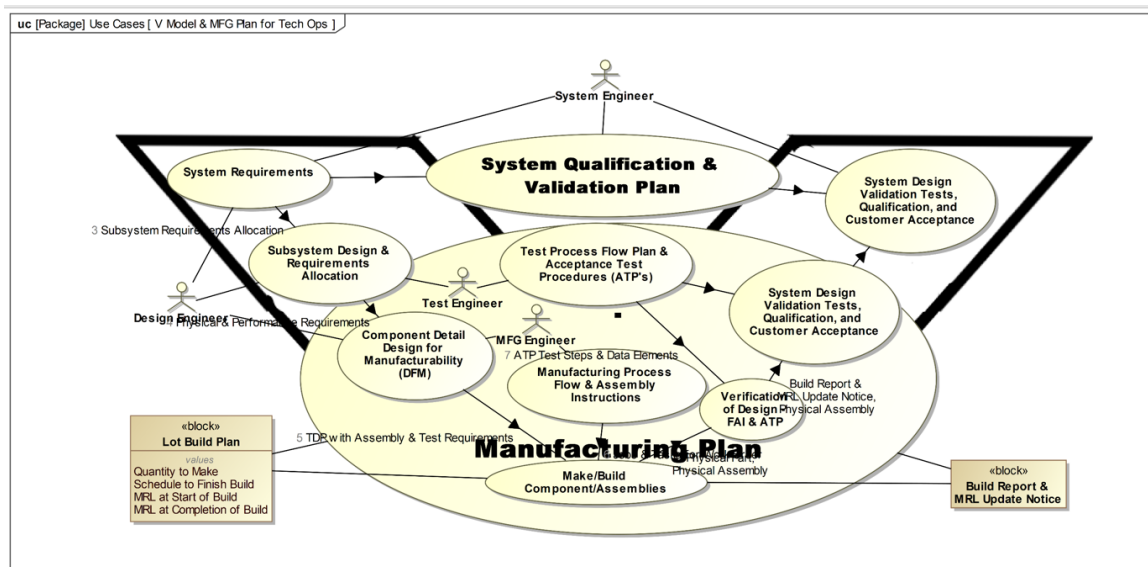 uc [Package] Use Cases [ V Model & MFG Plan for Tech Ops ]
System Engineer
System Requirements
System Qualification &
Validation Plan
System Design
Validation Tests,
Qualification, and
Customer Acceptance
3 Subsystem Requirements Allocation
Subsystem Design &
Requirements
Allocation
Test Process Flow Plan &
Acceptance Test
Procedures (ATP's)
Test Engineer
System Design
Validation Tests,
Qualification, and
Customer Acceptance
Design Engineer
Physical & Performance Requirements
Component Detail
Design for
Manufacturability
(DFM)
MFG Engineer
7 ATP Test Steps & Data Elements
Manufacturing Process
Flow & Assembly
Instructions
Verification
of Design -
FAI & ATP
Build Report &
MRL Update Notice,
Physical Assembly
«block»
Lot Build Plan
values
Quantity to Make
Schedule to Finish Build
MRL at Start of Build
MRL at Completion of Build
5 TDP with Assembly & Test Requirements
Manufacturing Plan
Physical Part,
Physical Assembly
Make/Build
Component/Assemblies
«block»
Build Report &
MRL Update Notice